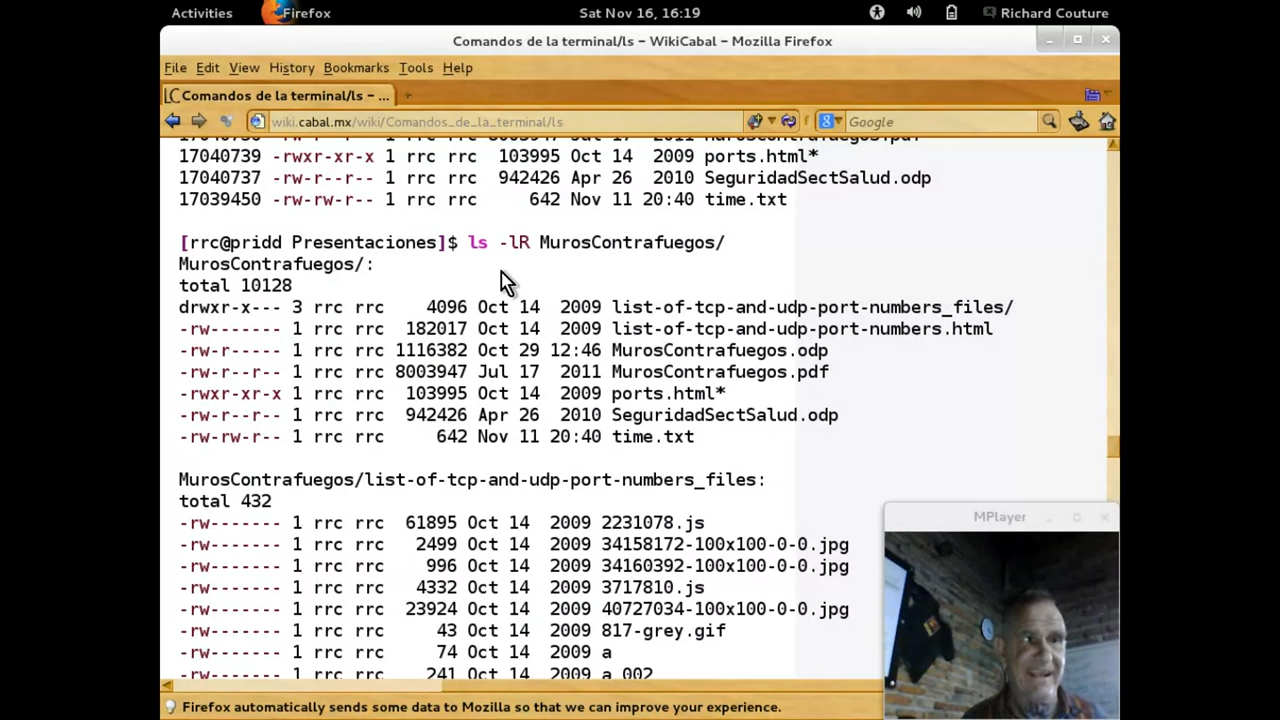 Activities Firefox Sat Nov 16, 16:19 Richard Couture
Comandos de la terminal/ls – WikiCabal – Mozilla Firefox
File Edit View History Bookmarks Tools Help
Comandos de la terminal/ls – ...
wiki.cabal.mx/wiki/Comandos_de_la_terminal/ls Google
17040739 -rwxr-xr-x 1 rrc rrc 103995 Oct 14 2009 ports.html*
17040737 -rw-r--r-- 1 rrc rrc 942426 Apr 26 2010 SeguridadSectSalud.odp
17039450 -rw-rw-r-- 1 rrc rrc 642 Nov 11 20:40 time.txt
[rrc@pridd Presentaciones]$ ls -lR MurosContrafuegos/
MurosContrafuegos/:
total 10128
drwxr-x--- 3 rrc rrc 4096 Oct 14 2009 list-of-tcp-and-udp-port-numbers_files/
-rw------- 1 rrc rrc 182017 Oct 14 2009 list-of-tcp-and-udp-port-numbers.html
-rw-r----- 1 rrc rrc 1116382 Oct 29 12:46 MurosContrafuegos.odp
-rw-r----- 1 rrc rrc 8003947 Jul 17 2011 MurosContrafuegos.pdf
-rwxr-xr-x 1 rrc rrc 103995 Oct 14 2009 ports.html*
-rw-r--r-- 1 rrc rrc 942426 Apr 26 2010 SeguridadSectSalud.odp
-rw-rw-r-- 1 rrc rrc 642 Nov 11 20:40 time.txt
MurosContrafuegos/list-of-tcp-and-udp-port-numbers_files:
total 432
-rw------- 1 rrc rrc 61895 Oct 14 2009 2231078.js
-rw------- 1 rrc rrc 2499 Oct 14 2009 34158172-100x100-0-0.jpg
-rw------- 1 rrc rrc 996 Oct 14 2009 34160392-100x100-0-0.jpg
-rw------- 1 rrc rrc 4332 Oct 14 2009 3717810.js
-rw------- 1 rrc rrc 23924 Oct 14 2009 40727034-100x100-0-0.jpg
-rw------- 1 rrc rrc 43 Oct 14 2009 817-grey.gif
-rw------- 1 rrc rrc 74 Oct 14 2009 a
-rw------- 1 rrc rrc 241 Oct 14 2009 a_002
MPlayer
Firefox automatically sends some data to Mozilla so that we can improve your experience.